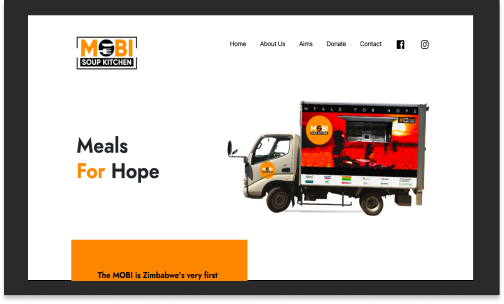 MOBI
SOUP KITCHEN
Home
About Us
Aims
Donate
Contact
MEALS FOR HOPE
Meals
For Hope
The MOBI is Zimbabwe's very first